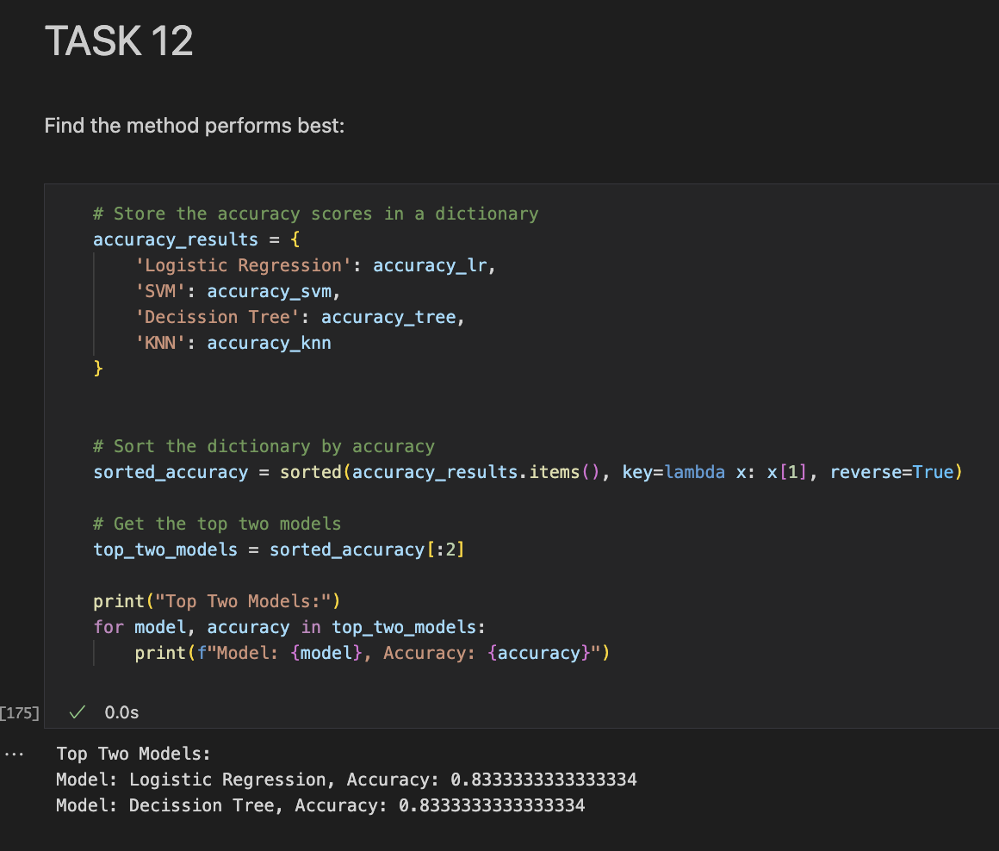 TASK 12
Find the method performs best:
# Store the accuracy scores in a dictionary
accuracy_results = {
    'Logistic Regression': accuracy_lr,
    'SVM': accuracy_svm,
    'Decission Tree': accuracy_tree,
    'KNN': accuracy_knn
}
# Sort the dictionary by accuracy
sorted_accuracy = sorted(accuracy_results.items(), key=lambda x: x[1], reverse=True)
# Get the top two models
top_two_models = sorted_accuracy[:2]
print("Top Two Models:")
for model, accuracy in top_two_models:
    print(f"Model: {model}, Accuracy: {accuracy}")
[175] ✓ 0.0s
... Top Two Models:
Model: Logistic Regression, Accuracy: 0.8333333333333334
Model: Decission Tree, Accuracy: 0.8333333333333334